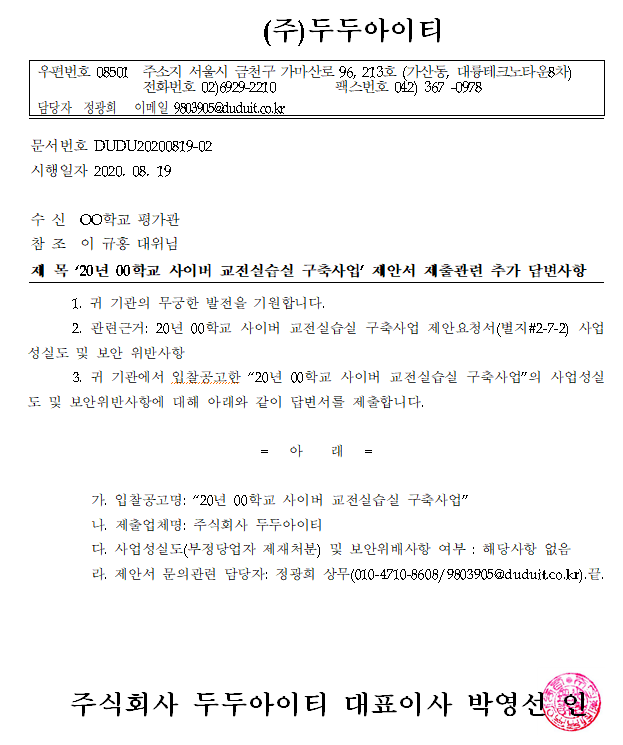 (주)두두아이티
우편번호 08501 주소지 서울시 금천구 가마산로 96, 213호 (가산동, 대륭테크노타운8차)
전화번호 02)6929-2210 팩스번호 042) 367 -0978
담당자 정광희 이메일 9803905@duduit.co.kr
문서번호 DUDU20200819-02
시행일자 2020. 08. 19
수 신 OO학교 평가관
참 조 이 규홍 대위님
제 목 ‘20년 00학교 사이버 교전실습실 구축사업’ 제안서 제출관련 추가 답변사항
1. 귀 기관의 무궁한 발전을 기원합니다.
2. 관련근거: 20년 00학교 사이버 교전실습실 구축사업 제안요청서(별지#2-7-2) 사업
성실도 및 보안 위반사항
3. 귀 기관에서 입찰공고한 “20년 00학교 사이버 교전실습실 구축사업”의 사업성실
도 및 보안위반사항에 대해 아래와 같이 답변서를 제출합니다.
= 아 래 =
가. 입찰공고명: “20년 00학교 사이버 교전실습실 구축사업”
나. 제출업체명: 주식회사 두두아이티
다. 사업성실도(부정당업자 제재처분) 및 보안위배사항 여부 : 해당사항 없음
라. 제안서 문의관련 담당자: 정광희 상무(010-4710-8608/9803905@duduit.co.kr).끝.
주식회사 두두아이티 대표이사 박영선 인